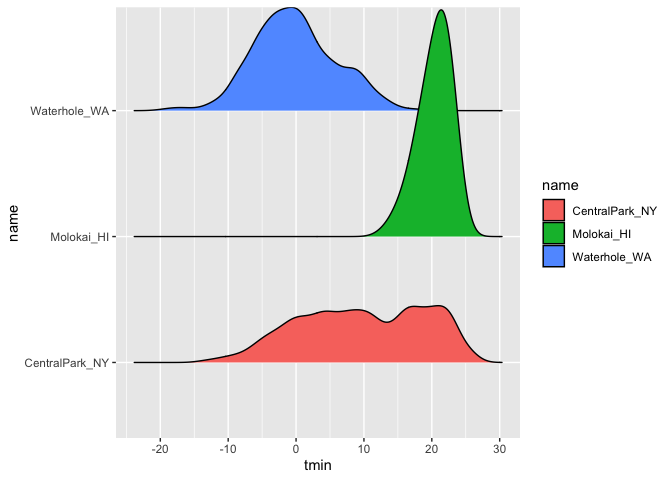 Waterhole_WA
Molokai_HI
CentralPark_NY
name
-20 -10 0 10 20 30
tmin
name
CentralPark_NY
Molokai_HI
Waterhole_WA